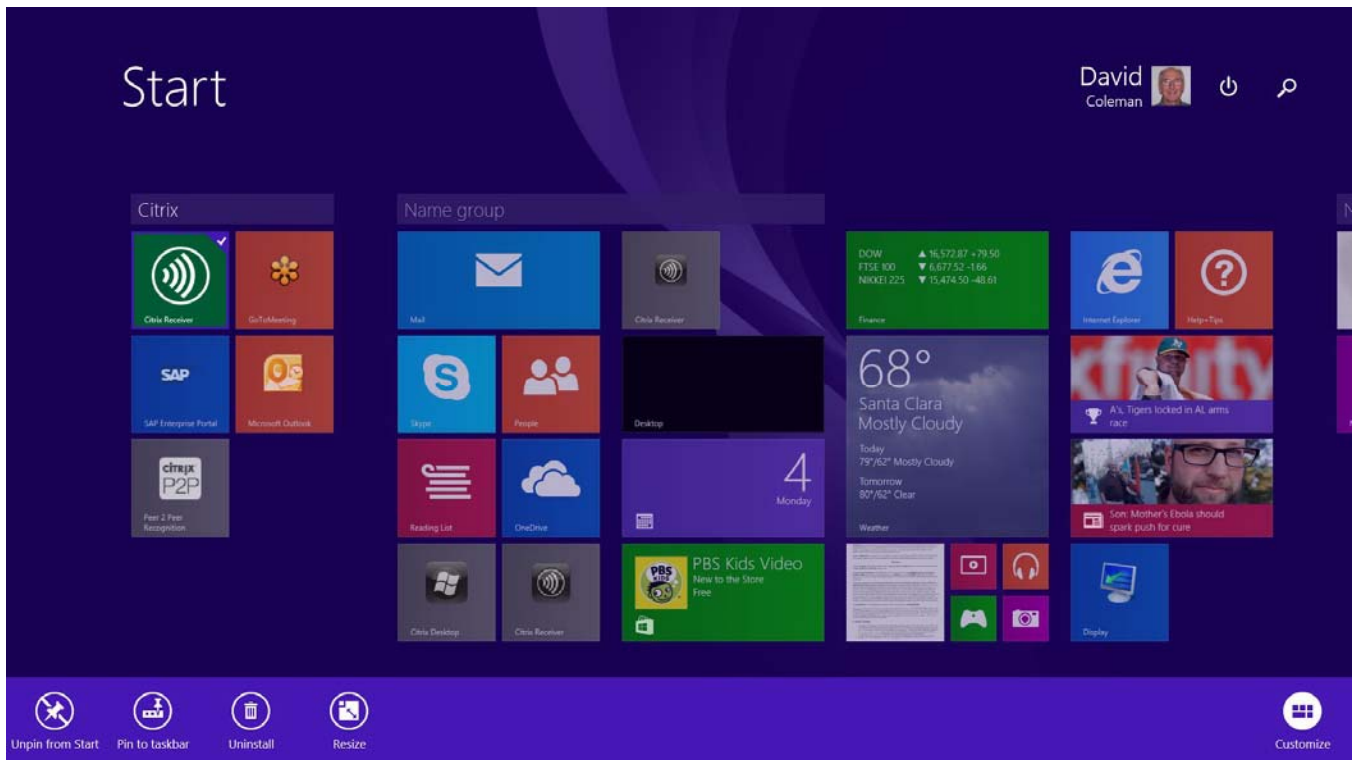 Start
David
Coleman
Citrix
Name group
N
Citrix Receiver
GoToMeeting
SAP
SAP Enterprise Portal
Microsoft Outlook
CITRIX
P2P
Peer 2 Peer
Recognition
Mail
Citrix Receiver
S
Skype
People
Desktop
Reading List
OneDrive
4
Monday
Citrix Desktop
Citrix Receiver
PBS
KIDS
PBS Kids Video
New to the Store
Free
DOW ▲ 16,572.87 +79.50
FTSE 100 ▼ 6,677.52 -1.66
NIKKEI 225 ▼ 15,474.50 -48.61
Finance
68°
Santa Clara
Mostly Cloudy
Today
79°/62° Mostly Cloudy
Tomorrow
80°/62° Clear
Weather
Internet Explorer
Help+Tips
A's, Tigers locked in AL arms
race
Son: Mother's Ebola should
spark push for cure
Display
Unpin from Start
Pin to taskbar
Uninstall
Resize
Customize